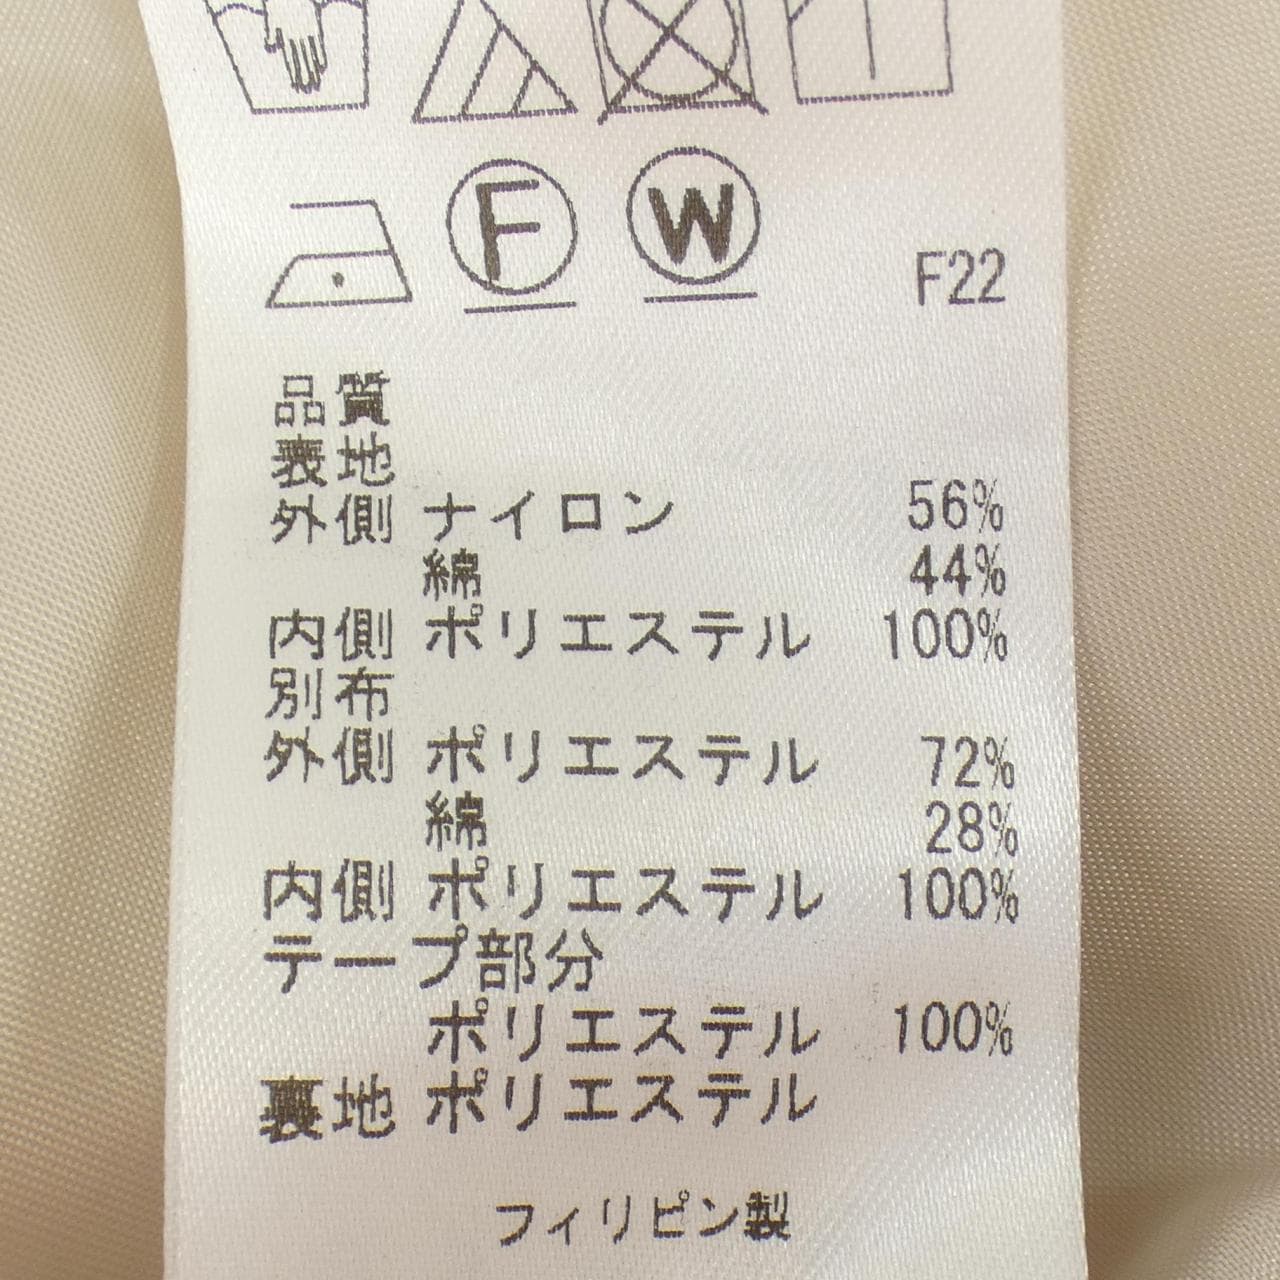 F W F22
品質
表地
外側 ナイロン 56%
綿 44%
内側 ポリエステル 100%
別布
外側 ポリエステル 72%
綿 28%
内側 ポリエステル 100%
テープ部分
ポリエステル 100%
裏地 ポリエステル
フィリピン製